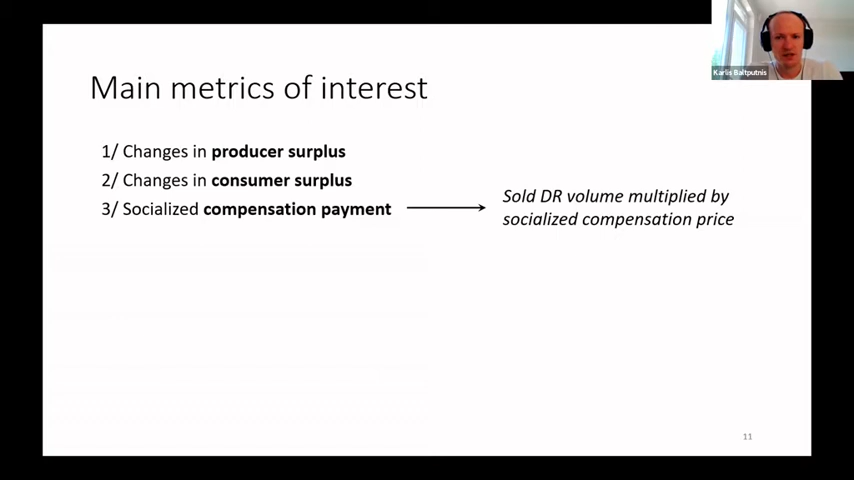 Karlis Baltputnis
Main metrics of interest
1/ Changes in producer surplus
2/ Changes in consumer surplus
3/ Socialized compensation payment
Sold DR volume multiplied by
socialized compensation price
11